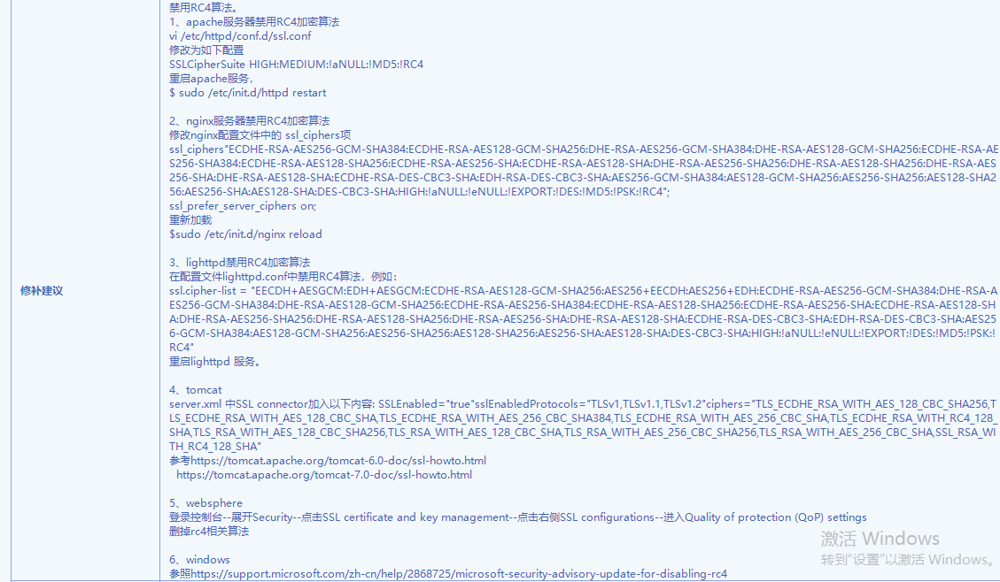 禁用RC4算法。
1、apache服务器禁用RC4加密算法
vi /etc/httpd/conf.d/ssl.conf
修改为如下配置
SSLCipherSuite HIGH:MEDIUM:!aNULL:!MD5:!RC4
重启apache服务，
$ sudo /etc/init.d/httpd restart
2、nginx服务器禁用RC4加密算法
修改nginx配置文件中的 ssl_ciphers项
ssl_ciphers"ECDHE-RSA-AES256-GCM-SHA384:ECDHE-RSA-AES128-GCM-SHA256:DHE-RSA-AES256-GCM-SHA384:DHE-RSA-AES128-GCM-SHA256:ECDHE-RSA-AE
S256-SHA384:ECDHE-RSA-AES128-SHA256:ECDHE-RSA-AES256-SHA:ECDHE-RSA-AES128-SHA:DHE-RSA-AES256-SHA256:DHE-RSA-AES128-SHA256:DHE-RSA-AES
256-SHA:DHE-RSA-AES128-SHA:ECDHE-RSA-DES-CBC3-SHA:EDH-RSA-DES-CBC3-SHA:AES256-GCM-SHA384:AES128-GCM-SHA256:AES256-SHA256:AES128-SHA2
56:AES256-SHA:AES128-SHA:DES-CBC3-SHA:HIGH:!aNULL:!eNULL:!EXPORT:!DES:!MD5:!PSK:!RC4";
ssl_prefer_server_ciphers on;
重新加载
$sudo /etc/init.d/nginx reload
3、lighttpd禁用RC4加密算法
在配置文件lighttpd.conf中禁用RC4算法，例如：
修补建议
ssl.cipher-list = "EECDH+AESGCM:EDH+AESGCM:ECDHE-RSA-AES128-GCM-SHA256:AES256+EECDH:AES256+EDH:ECDHE-RSA-AES256-GCM-SHA384:DHE-RSA-A
ES256-GCM-SHA384:DHE-RSA-AES128-GCM-SHA256:ECDHE-RSA-AES256-SHA384:ECDHE-RSA-AES128-SHA256:ECDHE-RSA-AES256-SHA:ECDHE-RSA-AES128-SH
A:DHE-RSA-AES256-SHA256:DHE-RSA-AES128-SHA256:DHE-RSA-AES256-SHA:DHE-RSA-AES128-SHA:ECDHE-RSA-DES-CBC3-SHA:EDH-RSA-DES-CBC3-SHA:AES25
6-GCM-SHA384:AES128-GCM-SHA256:AES256-SHA256:AES128-SHA256:AES256-SHA:AES128-SHA:DES-CBC3-SHA:HIGH:!aNULL:!eNULL:!EXPORT:!DES:!MD5:!PSK:!
RC4"
重启lighttpd 服务。
4、tomcat
server.xml 中SSL connector加入以下内容: SSLEnabled="true"sslEnabledProtocols="TLSv1,TLSv1.1,TLSv1.2"ciphers="TLS_ECDHE_RSA_WITH_AES_128_CBC_SHA256,T
LS_ECDHE_RSA_WITH_AES_128_CBC_SHA,TLS_ECDHE_RSA_WITH_AES_256_CBC_SHA384,TLS_ECDHE_RSA_WITH_AES_256_CBC_SHA,TLS_ECDHE_RSA_WITH_RC4_128_
SHA,TLS_RSA_WITH_AES_128_CBC_SHA256,TLS_RSA_WITH_AES_128_CBC_SHA,TLS_RSA_WITH_AES_256_CBC_SHA256,TLS_RSA_WITH_AES_256_CBC_SHA,SSL_RSA_WI
TH_RC4_128_SHA"
参考https://tomcat.apache.org/tomcat-6.0-doc/ssl-howto.html
https://tomcat.apache.org/tomcat-7.0-doc/ssl-howto.html
5、websphere
登录控制台--展开Security--点击SSL certificate and key management--点击右侧SSL configurations--进入Quality of protection (QoP) settings
删掉rc4相关算法
6、windows
参照https://support.microsoft.com/zh-cn/help/2868725/microsoft-security-advisory-update-for-disabling-rc4
激活 Windows
转到"设置"以激活 Windows。